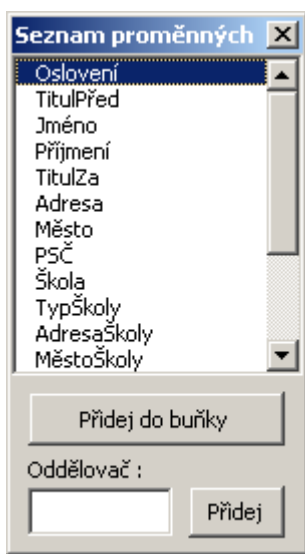 Seznam proměnných
Oslovení
TitulPřed
Jméno
Příjmení
TitulZa
Adresa
Město
PSČ
Škola
TypŠkoly
AdresaŠkoly
MěstoŠkoly
Přidej do buňky
Oddělovač :
Přidej